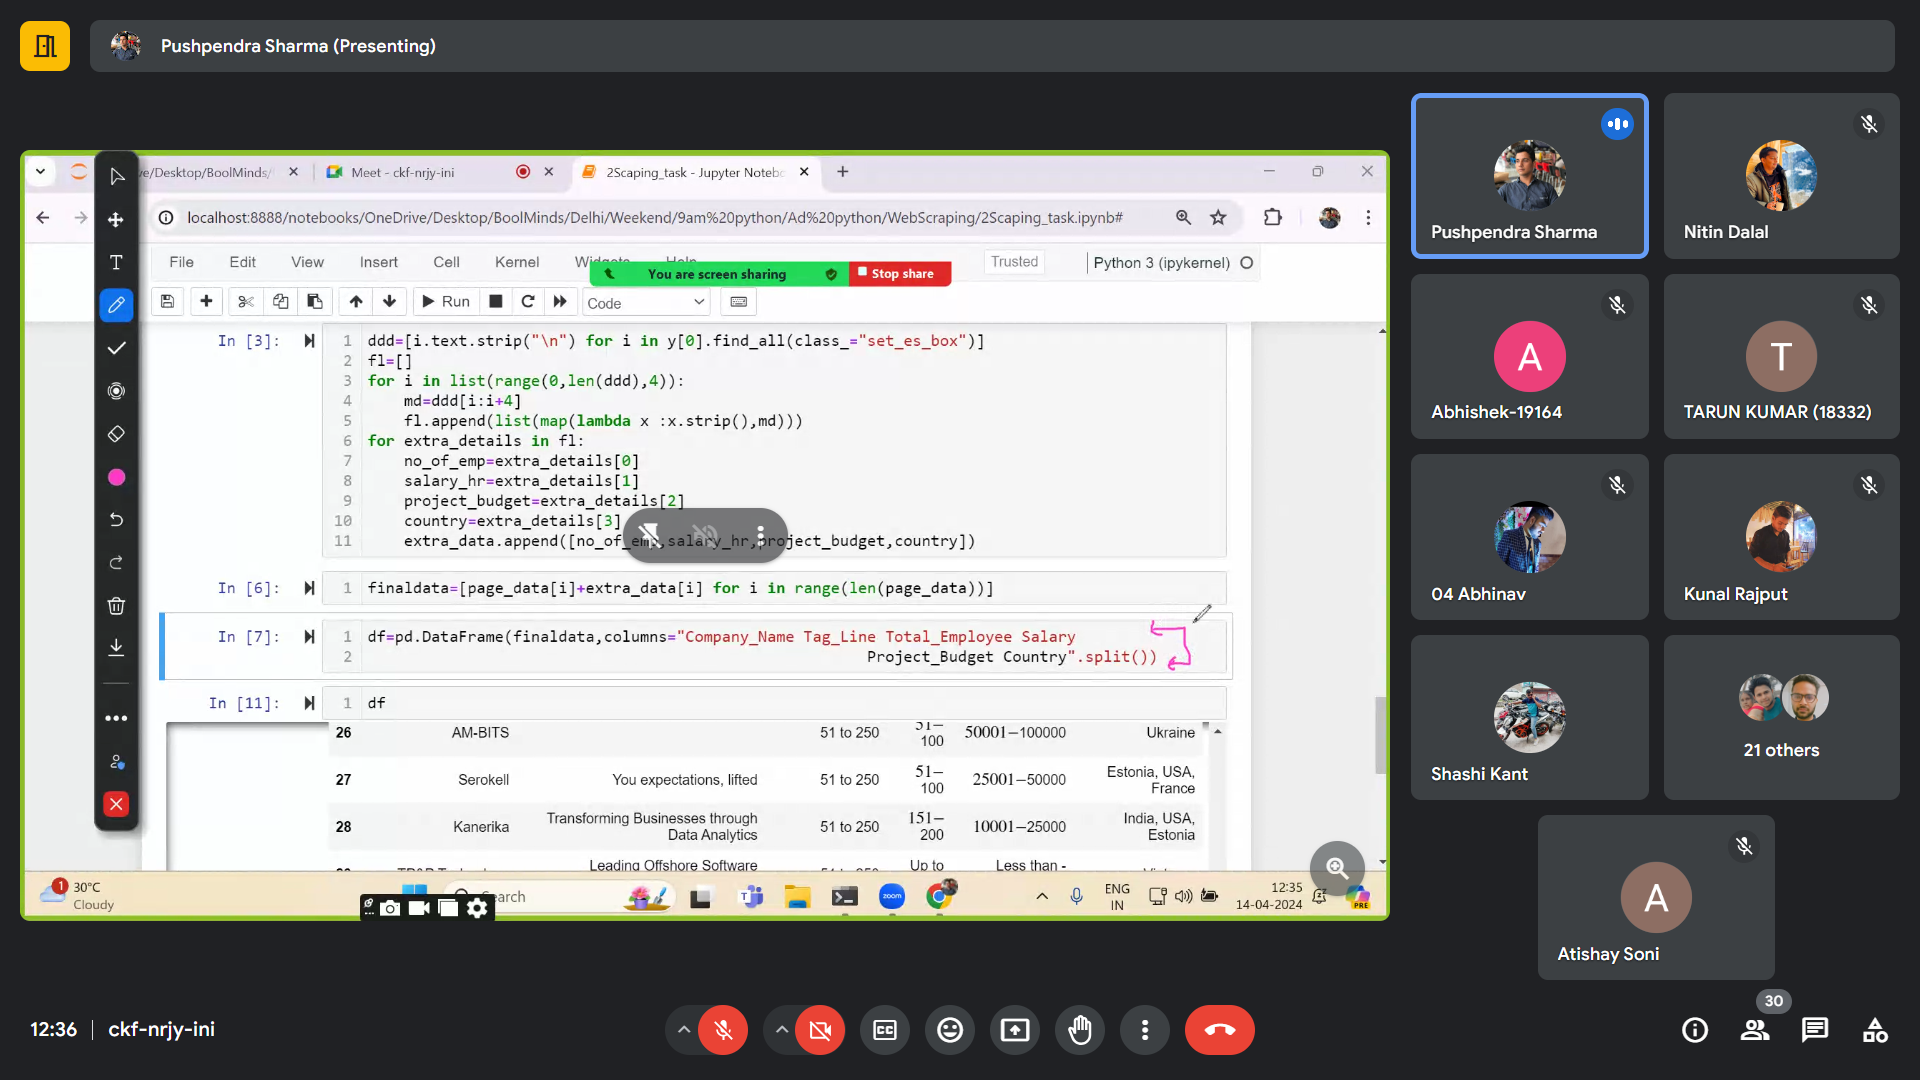 Pushpendra Sharma (Presenting)
ve/Desktop/BoolMinds/
Meet - ckf-nrjy-ini
2Scaping_task - Jupyter Notebo
localhost:8888/notebooks/OneDrive/Desktop/BoolMinds/Delhi/Weekend/9am%20python/Ad%20python/WebScraping/2Scaping_task.ipynb#
File Edit View Insert Cell Kernel Widgets Help
You are screen sharing
Stop share
Trusted
Python 3 (ipykernel)
Run
Code
In [3]:
1 ddd=[i.text.strip("\n") for i in y[0].find_all(class_="set_es_box")]
2 fl=[]
3 for i in list(range(0,len(ddd),4)):
4 md=ddd[i:i+4]
5 fl.append(list(map(lambda x :x.strip(),md)))
6 for extra_details in fl:
7 no_of_emp=extra_details[0]
8 salary_hr=extra_details[1]
9 project_budget=extra_details[2]
10 country=extra_details[3]
11 extra_data.append([no_of_emp,salary_hr,project_budget,country])
In [6]:
1 finaldata=[page_data[i]+extra_data[i] for i in range(len(page_data))]
In [7]:
1 df=pd.DataFrame(finaldata,columns="Company_Name Tag_Line Total_Employee Salary
2 Project_Budget Country".split())
In [11]:
1 df
26 AM-BITS 51 to 250 51–100 50001–100000 Ukraine
27 Serokell You expectations, lifted 51 to 250 51–100 25001–50000 Estonia, USA, France
28 Kanerika Transforming Businesses through Data Analytics 51 to 250 151–200 10001–25000 India, USA, Estonia
Leading Offshore Software Up to Less than -
1
30°C
Cloudy
Search
zoom
ENG
IN
12:35
14-04-2024
PRE
Pushpendra Sharma
Nitin Dalal
A
Abhishek-19164
T
TARUN KUMAR (18332)
04 Abhinav
Kunal Rajput
Shashi Kant
21 others
A
Atishay Soni
12:36
ckf-nrjy-ini
CC
30